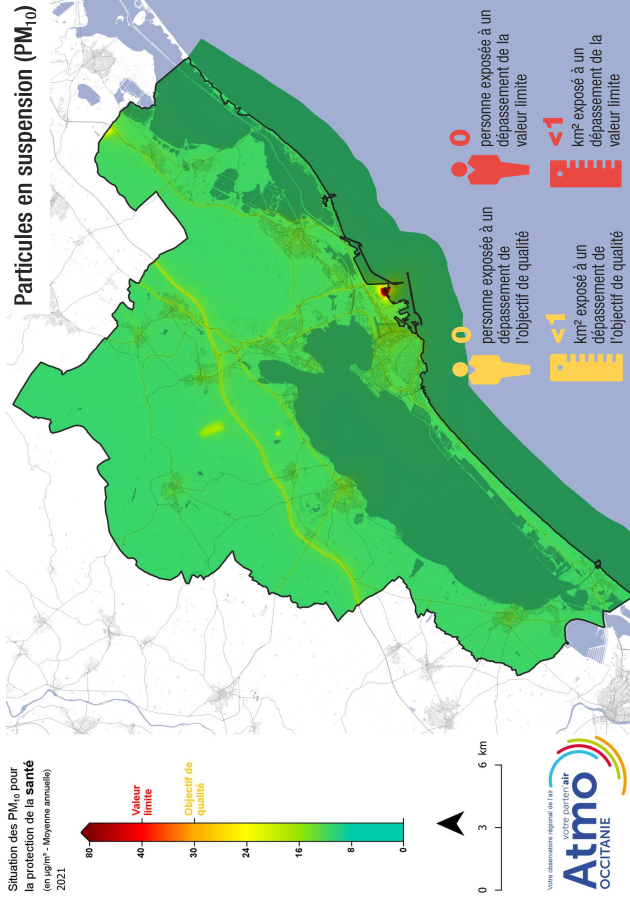 Particules en suspension (PM₁₀)
Situation des PM₁₀ pour
la protection de la santé
(en µg/m³ - Moyenne annuelle)
2021
80
40
30
24
16
8
0
Valeur
limite
Objectif de
qualité
0 3 6 km
0
personne exposée à un
dépassement de
l'objectif de qualité
<1
km² exposé à un
dépassement de
l'objectif de qualité
0
personne exposée à un
dépassement de la
valeur limite
<1
km² exposé à un
dépassement de la
valeur limite
Votre observatoire régional de l'air
votre parten'air
Atmo
OCCITANIE